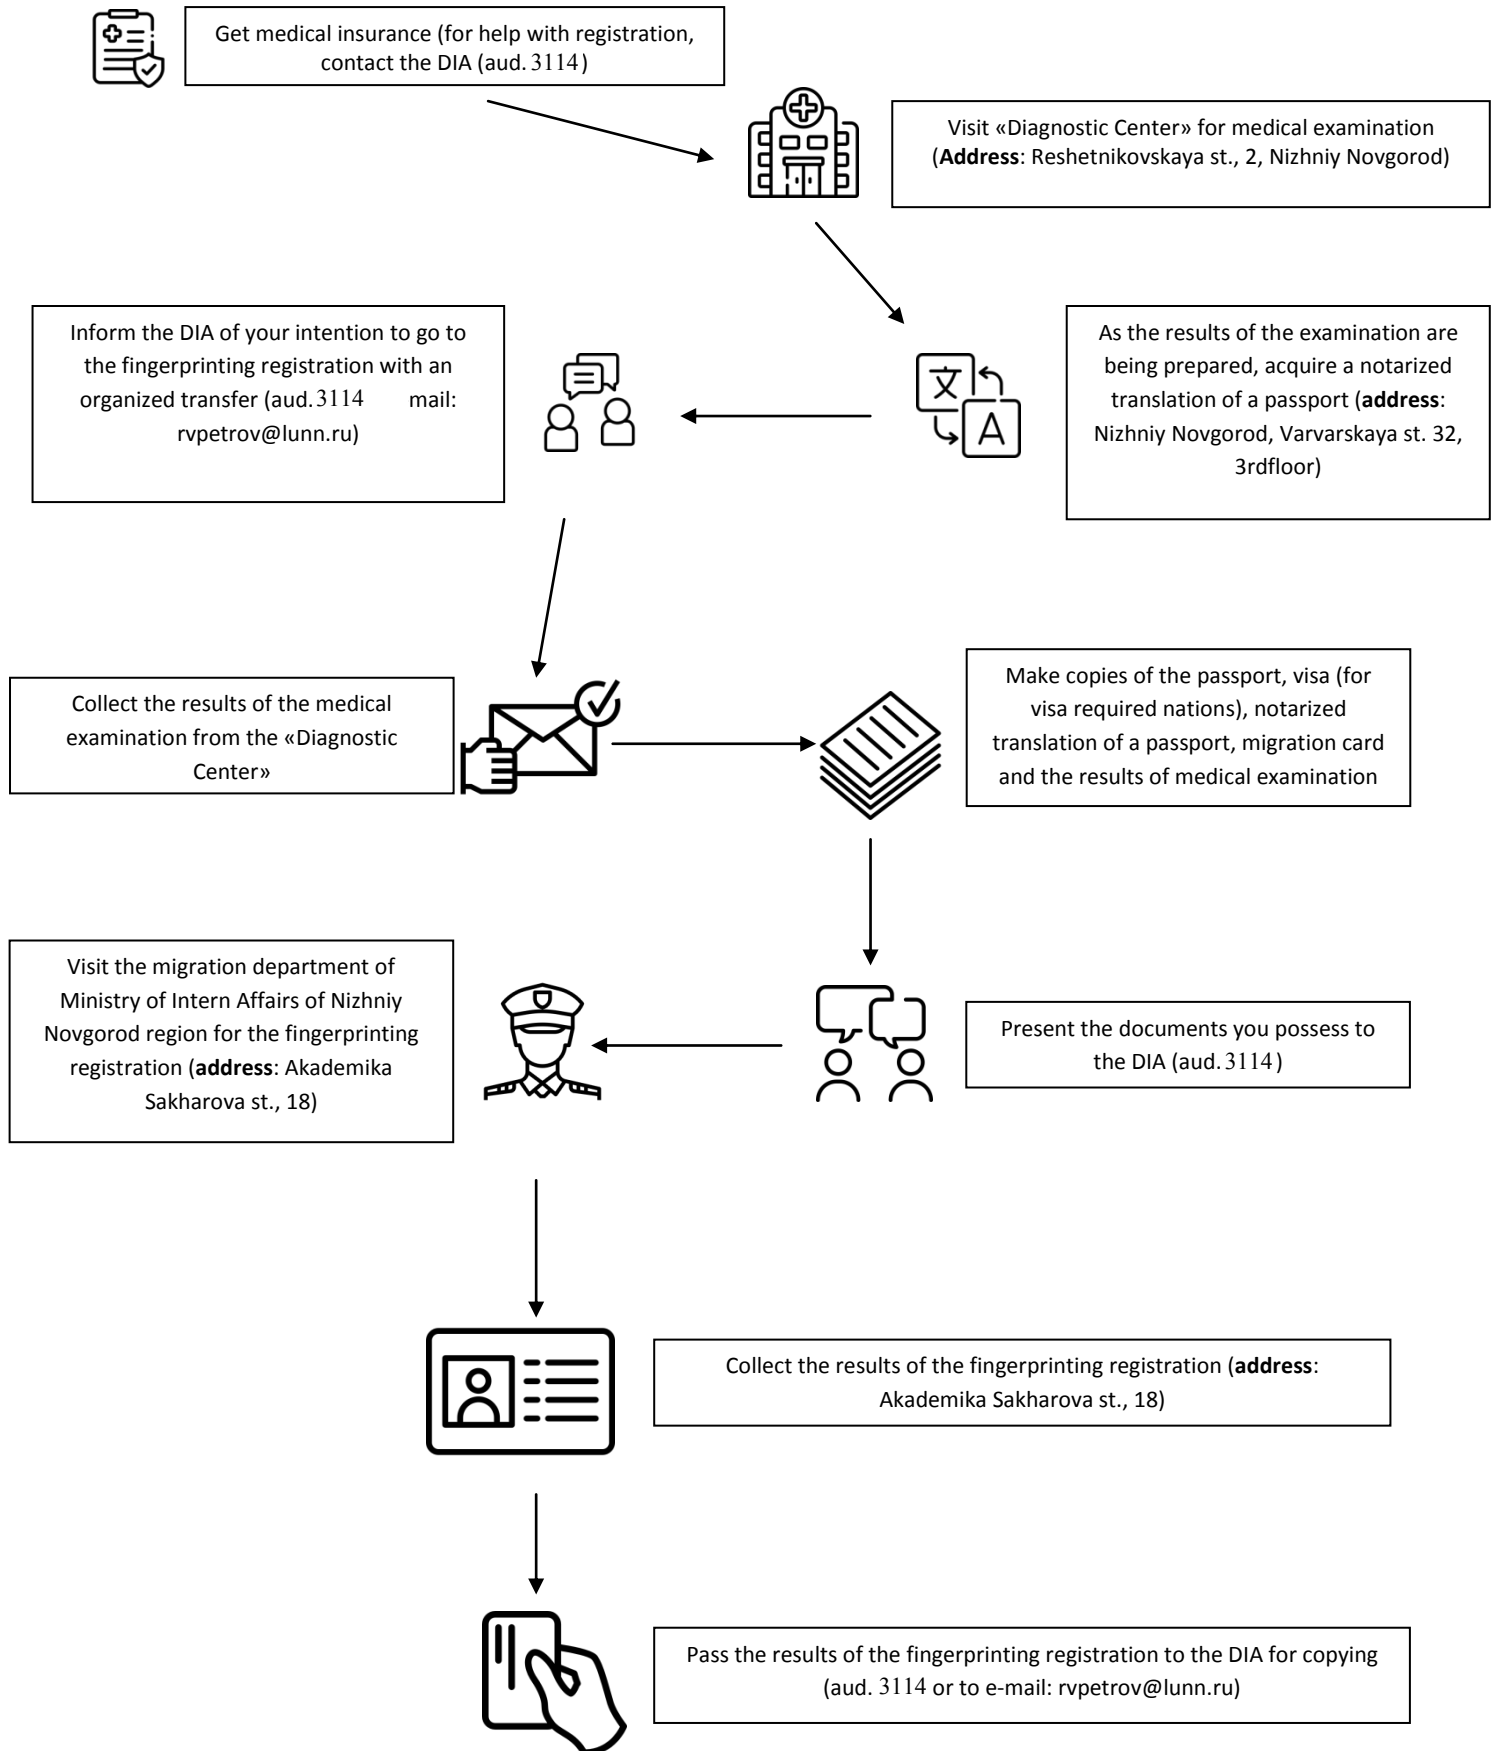 Get medical insurance (for help with registration,
contact the DIA (aud. 3114)
Visit «Diagnostic Center» for medical examination
(Address: Reshetnikovskaya st., 2, Nizhniy Novgorod)
As the results of the examination are
being prepared, acquire a notarized
translation of a passport (address:
Nizhniy Novgorod, Varvarskaya st. 32,
3rdfloor)
文
A
Inform the DIA of your intention to go to
the fingerprinting registration with an
organized transfer (aud. 3114 mail:
rvpetrov@lunn.ru)
Collect the results of the medical
examination from the «Diagnostic
Center»
Make copies of the passport, visa (for
visa required nations), notarized
translation of a passport, migration card
and the results of medical examination
Present the documents you possess to
the DIA (aud. 3114)
Visit the migration department of
Ministry of Intern Affairs of Nizhniy
Novgorod region for the fingerprinting
registration (address: Akademika
Sakharova st., 18)
Collect the results of the fingerprinting registration (address:
Akademika Sakharova st., 18)
Pass the results of the fingerprinting registration to the DIA for copying
(aud. 3114 or to e-mail: rvpetrov@lunn.ru)